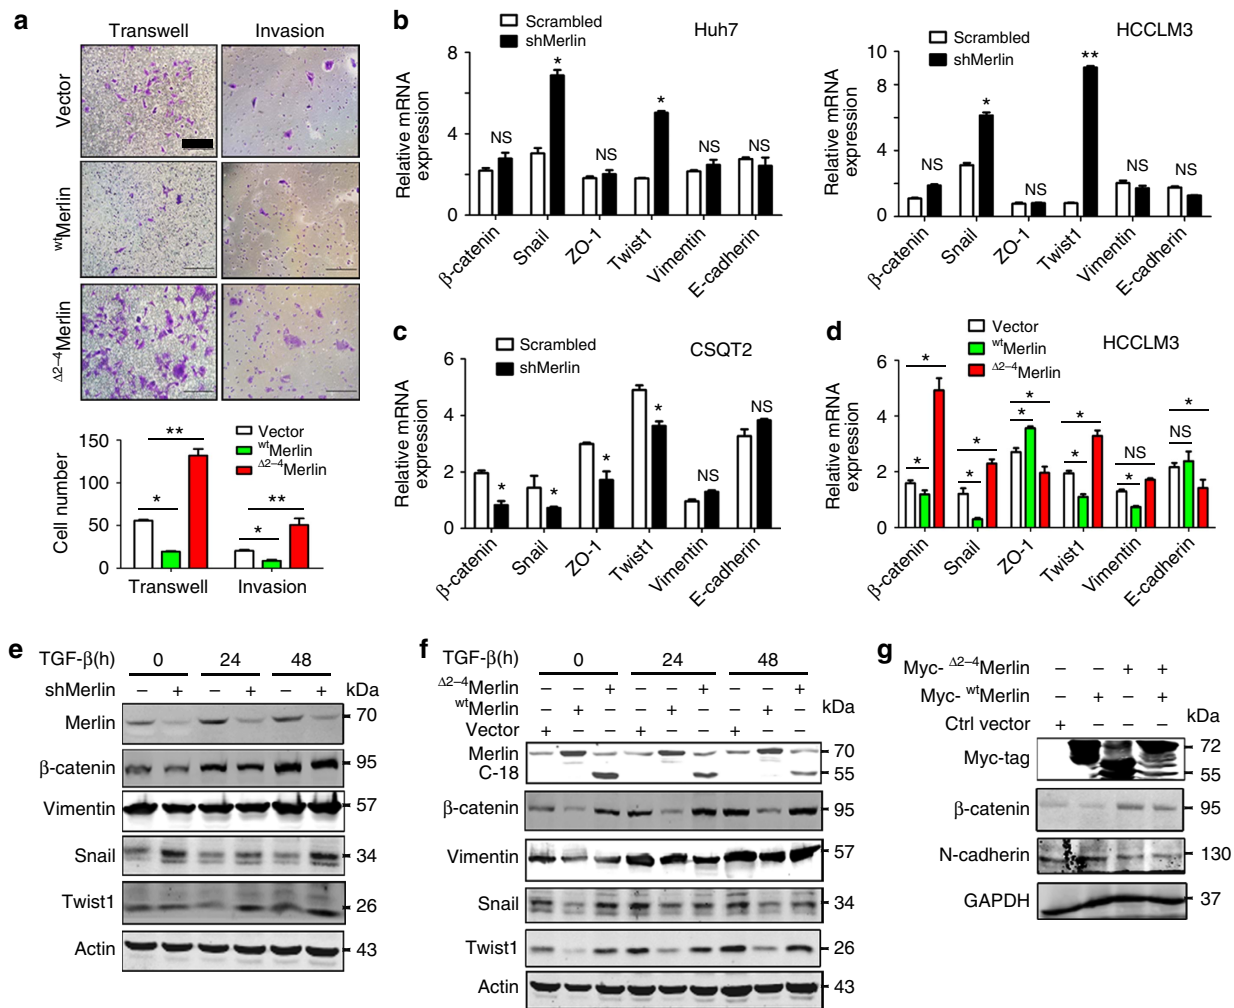 a
Transwell Invasion
Vector
wtMerlin
Δ2–4Merlin
150
100
50
0
Cell number
Vector
wtMerlin
Δ2–4Merlin
** * ** *
Transwell Invasion
b
Scrambled
shMerlin
Huh7
8
4
0
Relative mRNA
expression
NS * NS * NS NS
β-catenin Snail ZO-1 Twist1 Vimentin E-cadherin
Scrambled
shMerlin
HCCLM3
10
8
6
4
2
0
Relative mRNA
expression
NS * NS ** NS NS
β-catenin Snail ZO-1 Twist1 Vimentin E-cadherin
c
Scrambled
shMerlin
CSQT2
6
4
2
0
Relative mRNA
expression
* * * * NS NS
β-catenin Snail ZO-1 Twist1 Vimentin E-cadherin
d
Vector
wtMerlin
Δ2–4Merlin
HCCLM3
6
4
2
0
Relative mRNA
expression
* * * * * * * * NS * * NS
β-catenin Snail ZO-1 Twist1 Vimentin E-cadherin
e
TGF-β(h) 0 24 48
shMerlin – + – + – + kDa
Merlin 70
β-catenin 95
Vimentin 57
Snail 34
Twist1 26
Actin 43
f
TGF-β(h) 0 24 48
Δ2–4Merlin – – + – – + – – +
wtMerlin – + – – + – – + – kDa
Vector + – – + – – + – –
Merlin 70
C-18 55
β-catenin 95
Vimentin 57
Snail 34
Twist1 26
Actin 43
g
Myc- Δ2–4Merlin – – + +
Myc- wtMerlin – + – +
Ctrl vector + – – – kDa
Myc-tag 72
55
β-catenin 95
N-cadherin 130
GAPDH 37